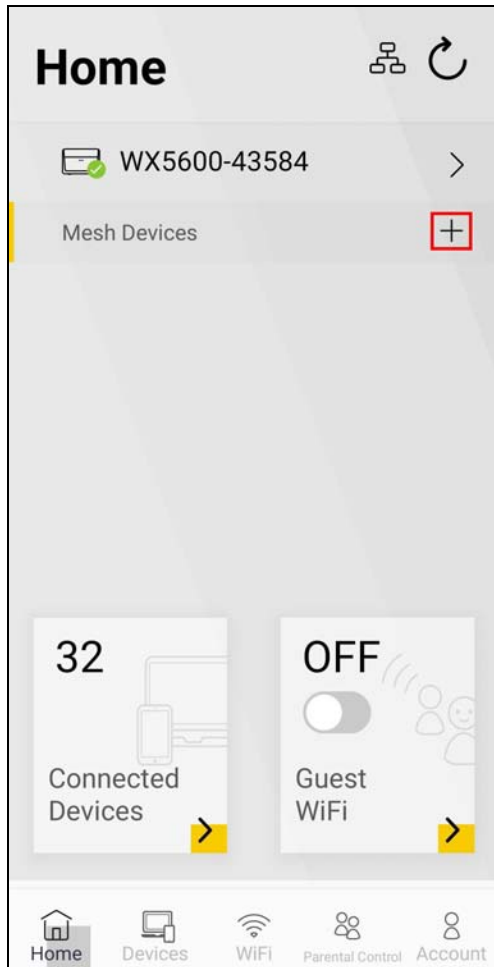 Home
WX5600-43584
Mesh Devices
32
Connected
Devices
OFF
Guest
WiFi
Home
Devices
WiFi
Parental Control
Account